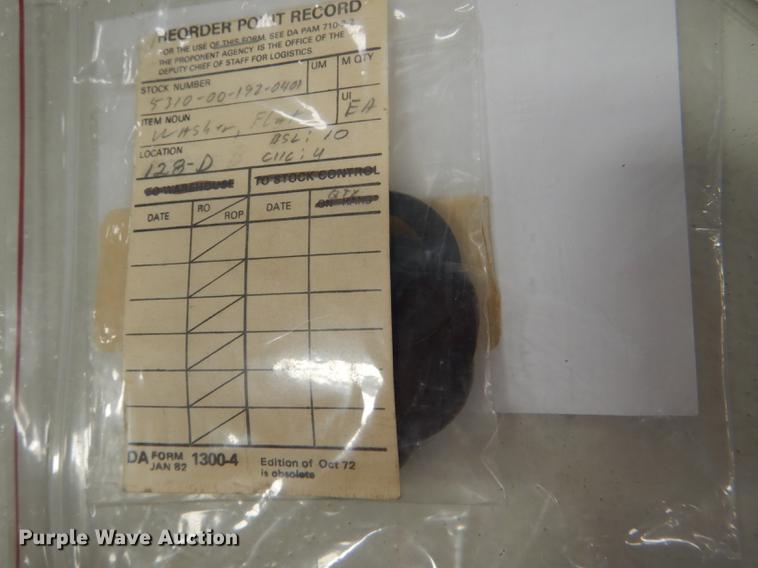 REORDER POINT RECORD
FOR THE USE OF THIS FORM, SEE DA PAM 710-2-2
THE PROPONENT AGENCY IS THE OFFICE OF THE
DEPUTY CHIEF OF STAFF FOR LOGISTICS
STOCK NUMBER UM M QTY
5310-00-192-0401
ITEM NOUN UI
Washer, Flat EA
ASL: 10
LOCATION
128-D CIIC: 4
TO WAREHOUSE TO STOCK CONTROL
QTY
DATE RO ROP DATE ON HAND
DA FORM 1300-4 Edition of Oct 72
JAN 82 is obsolete
Purple Wave Auction